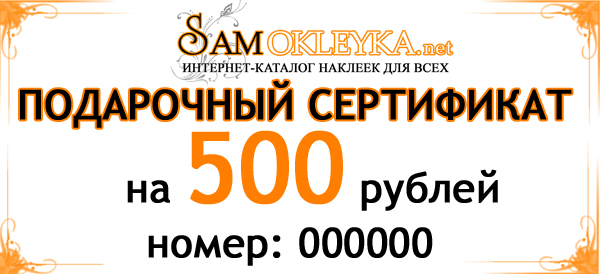 SAMOKLEYKA.net
ИНТЕРНЕТ-КАТАЛОГ НАКЛЕЕК ДЛЯ ВСЕХ
ПОДАРОЧНЫЙ СЕРТИФИКАТ
на 500 рублей
номер: 000000